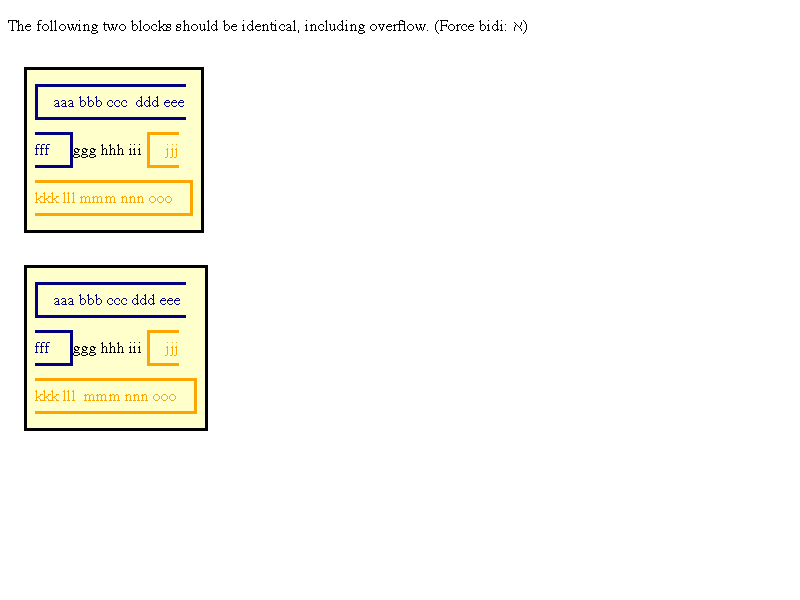 The following two blocks should be identical, including overflow. (Force bidi: א)
aaa bbb ccc  ddd eee
fff ggg hhh iii jjj
kkk lll mmm nnn ooo
aaa bbb ccc ddd eee
fff ggg hhh iii jjj
kkk lll  mmm nnn ooo